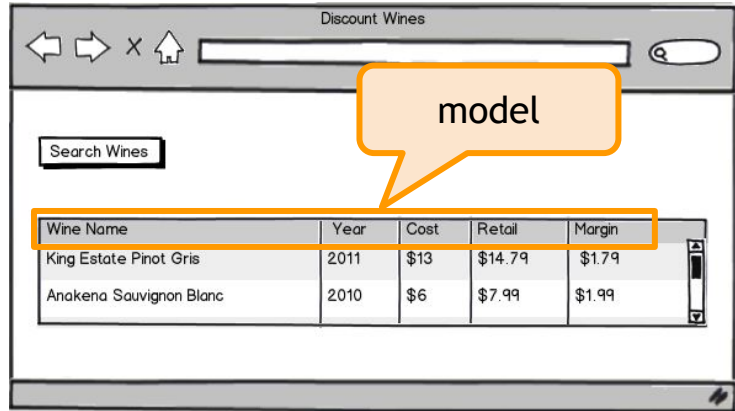 Discount Wines
model
Search Wines
Wine Name Year Cost Retail Margin
King Estate Pinot Gris 2011 $13 $14.79 $1.79
Anakena Sauvignon Blanc 2010 $6 $7.99 $1.99